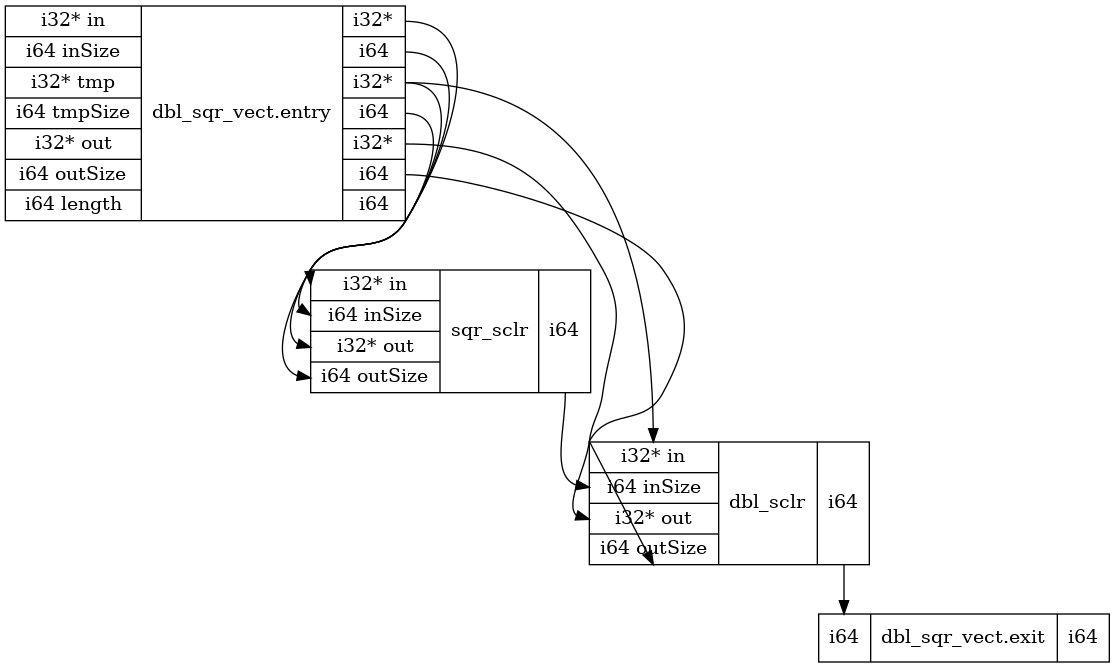 i32* in
i64 inSize
i32* tmp
i64 tmpSize
i32* out
i64 outSize
i64 length
dbl_sqr_vect.entry
i32*
i64
i32*
i64
i32*
i64
i64
i32* in
i64 inSize
i32* out
i64 outSize
sqr_sclr
i64
i32* in
i64 inSize
i32* out
i64 outSize
dbl_sclr
i64
i64
dbl_sqr_vect.exit
i64